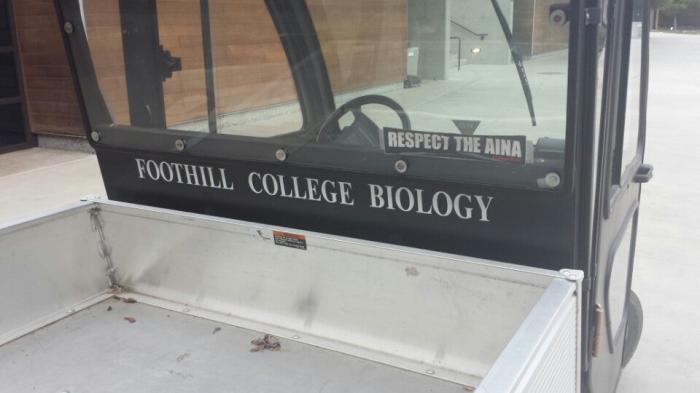 RESPECT THE AINA
FOOTHILL COLLEGE BIOLOGY